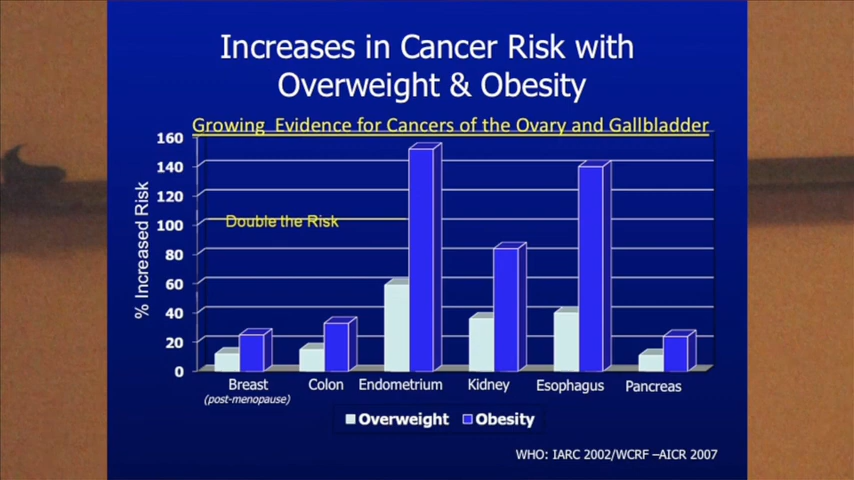 Increases in Cancer Risk with
Overweight & Obesity
Growing Evidence for Cancers of the Ovary and Gallbladder
% Increased Risk
160
140
120
100
80
60
40
20
0
Double the Risk
Breast
(post-menopause)
Colon
Endometrium
Kidney
Esophagus
Pancreas
Overweight
Obesity
WHO: IARC 2002/WCRF –AICR 2007